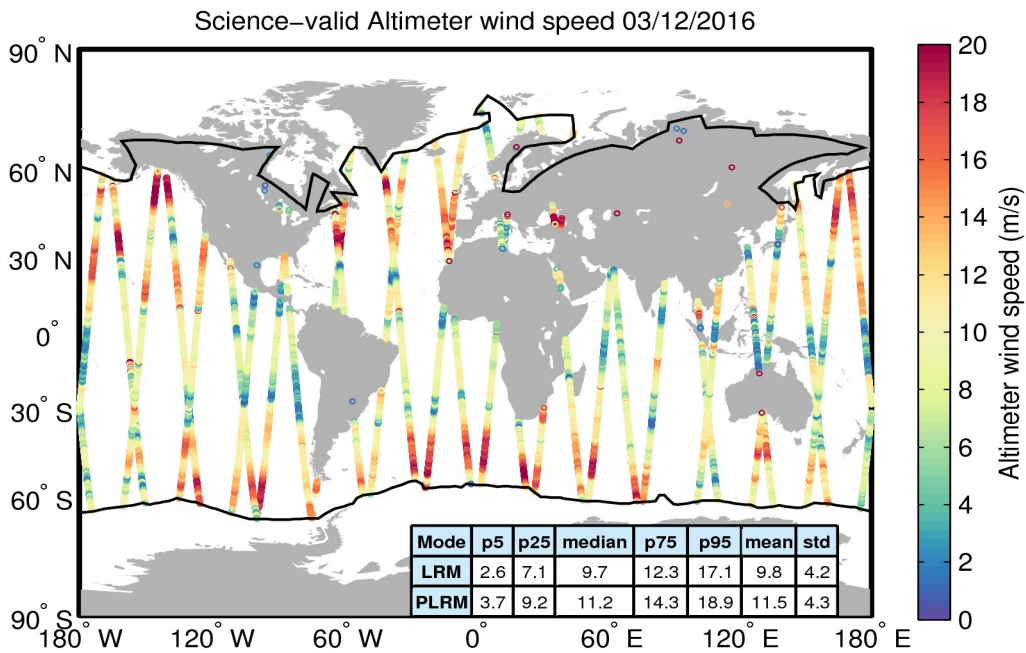 Science−valid Altimeter wind speed 03/12/2016
90° N
60° N
30° N
0°
30° S
60° S
90° S
180° W
120° W
60° W
0°
60° E
120° E
180° E
Mode p5 p25 median p75 p95 mean std
LRM 2.6 7.1 9.7 12.3 17.1 9.8 4.2
PLRM 3.7 9.2 11.2 14.3 18.9 11.5 4.3
20
18
16
14
12
10
8
6
4
2
0
Altimeter wind speed (m/s)